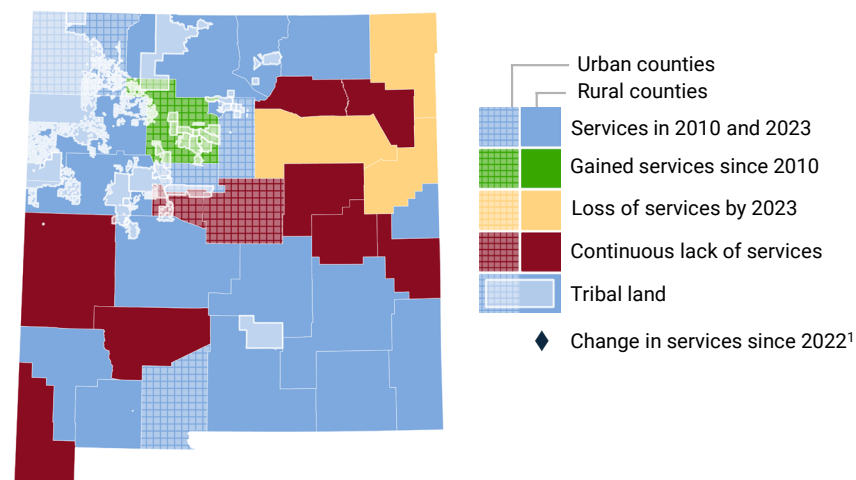 Urban counties
Rural counties
Services in 2010 and 2023
Gained services since 2010
Loss of services by 2023
Continuous lack of services
Tribal land
Change in services since 2022¹